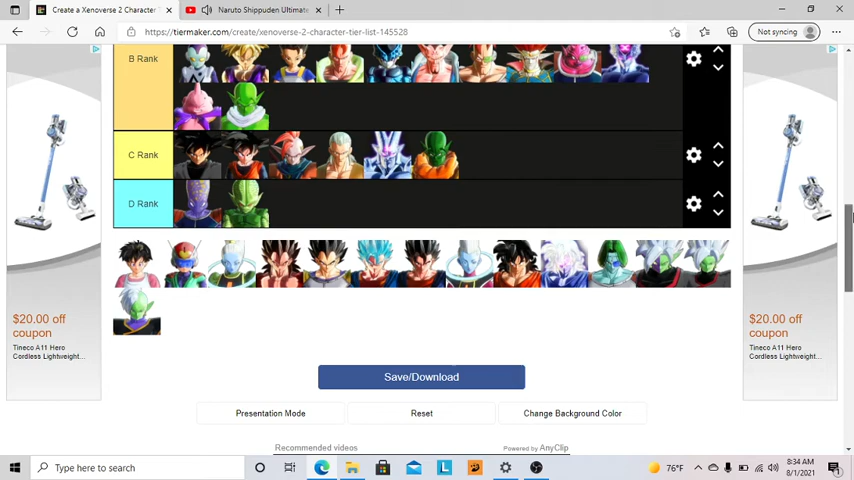 Create a Xenoverse 2 Character
Naruto Shippuden Ultimate
https://tiermaker.com/create/xenoverse-2-character-tier-list-145528
Not syncing
B Rank
C Rank
D Rank
$20.00 off
coupon
Tineco A11 Hero
Cordless Lightweight...
$20.00 off
coupon
Tineco A11 Hero
Cordless Lightweight...
Save/Download
Presentation Mode
Reset
Change Background Color
Recommended videos
Powered by AnyClip
Type here to search
76°F
8:34 AM
8/1/2021